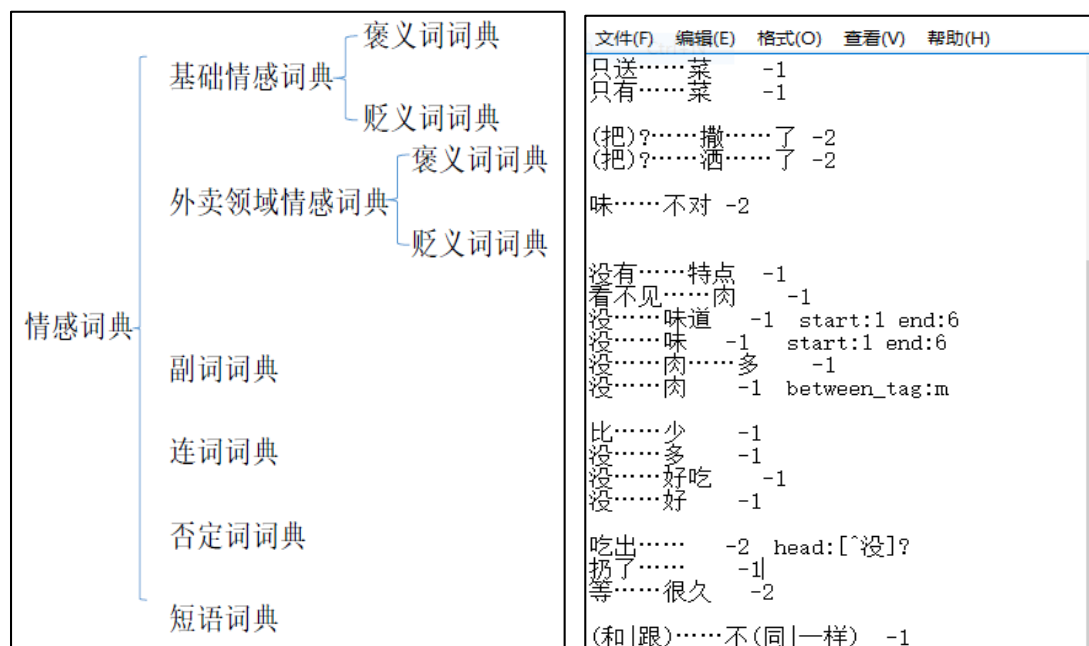 褒义词词典
基础情感词典
贬义词词典
褒义词词典
外卖领域情感词典
贬义词词典
情感词典
副词词典
连词词典
否定词词典
短语词典
文件(F) 编辑(E) 格式(O) 查看(V) 帮助(H)
只送……菜 -1
只有……菜 -1
(把)?……撒……了 -2
(把)?……洒……了 -2
味……不对 -2
没有……特点 -1
看不见……肉 -1
没……味道 -1 start:1 end:6
没……味 -1 start:1 end:6
没……肉……多 -1
没……肉 -1 between_tag:m
比……少 -1
没……多 -1
没……好吃 -1
没……好 -1
吃出…… -2 head:[^没]?
扔了…… -1
等……很久 -2
(和|跟)……不(同|一样) -1